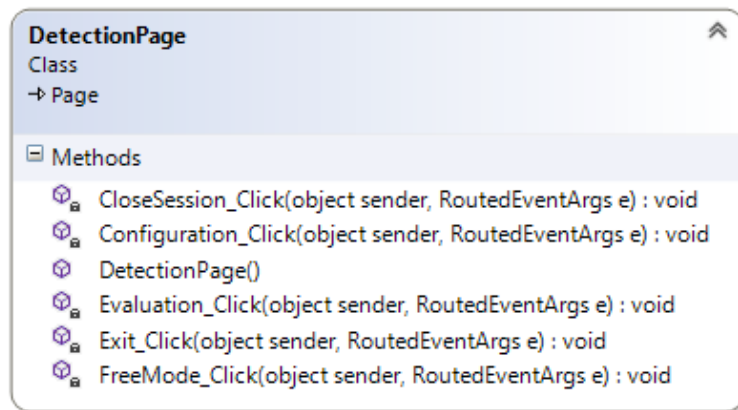 DetectionPage
Class
Page
Methods
CloseSession_Click(object sender, RoutedEventArgs e) : void
Configuration_Click(object sender, RoutedEventArgs e) : void
DetectionPage()
Evaluation_Click(object sender, RoutedEventArgs e) : void
Exit_Click(object sender, RoutedEventArgs e) : void
FreeMode_Click(object sender, RoutedEventArgs e) : void